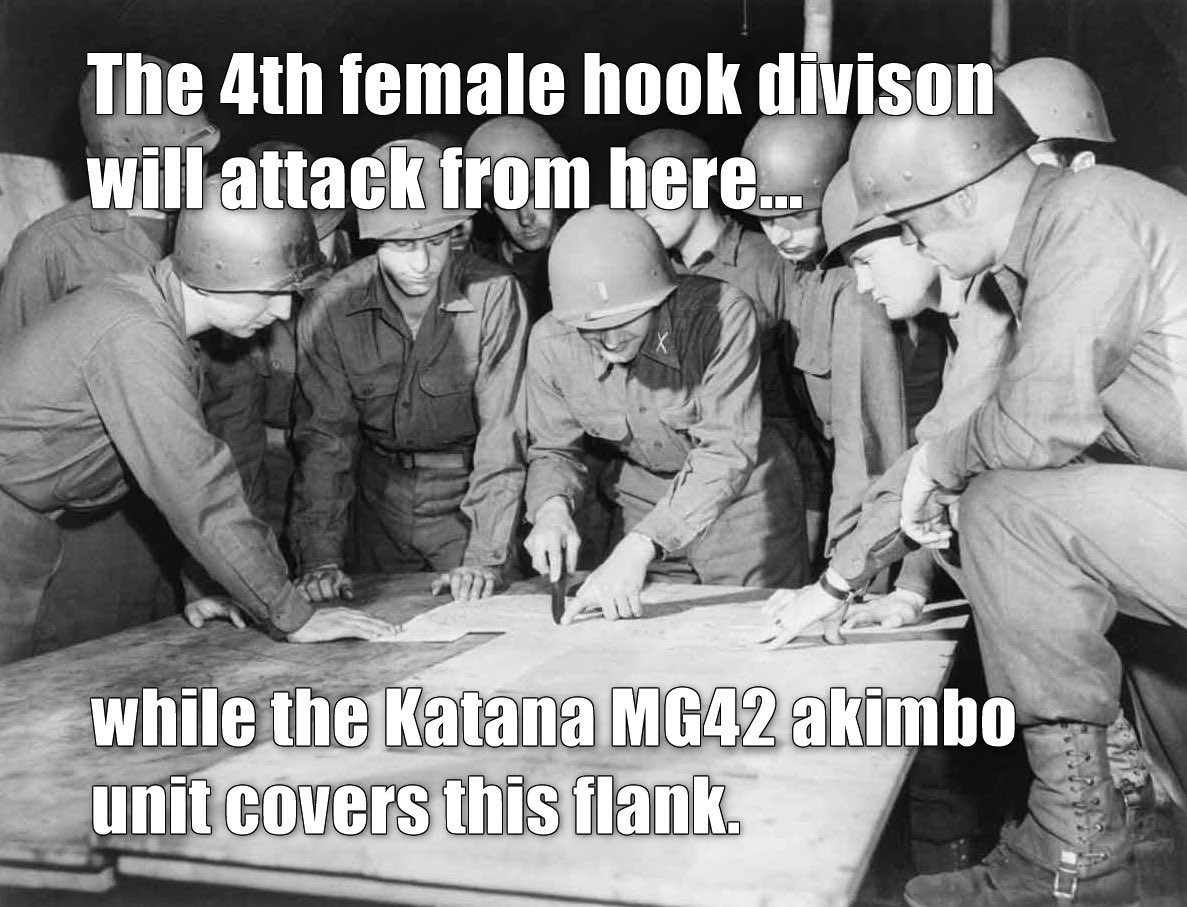 The 4th female hook divison
will attack from here...
while the Katana MG42 akimbo
unit covers this flank.